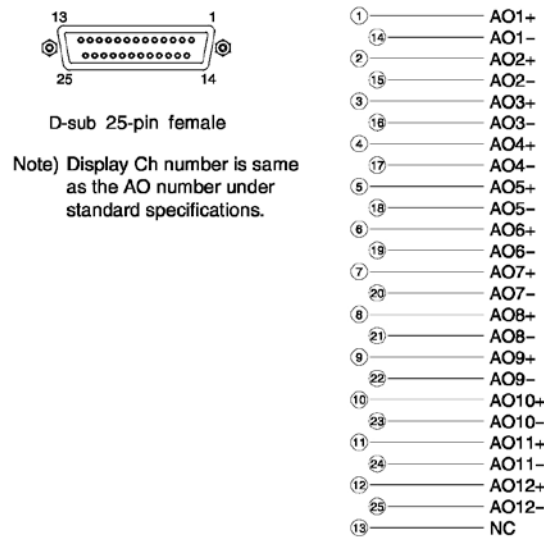 13 1
25 14
D-sub 25-pin female
Note) Display Ch number is same
as the AO number under
standard specifications.
1 AO1+
14 AO1–
2 AO2+
15 AO2–
3 AO3+
16 AO3–
4 AO4+
17 AO4–
5 AO5+
18 AO5–
6 AO6+
19 AO6–
7 AO7+
20 AO7–
8 AO8+
21 AO8–
9 AO9+
22 AO9–
10 AO10+
23 AO10–
11 AO11+
24 AO11–
12 AO12+
25 AO12–
13 NC